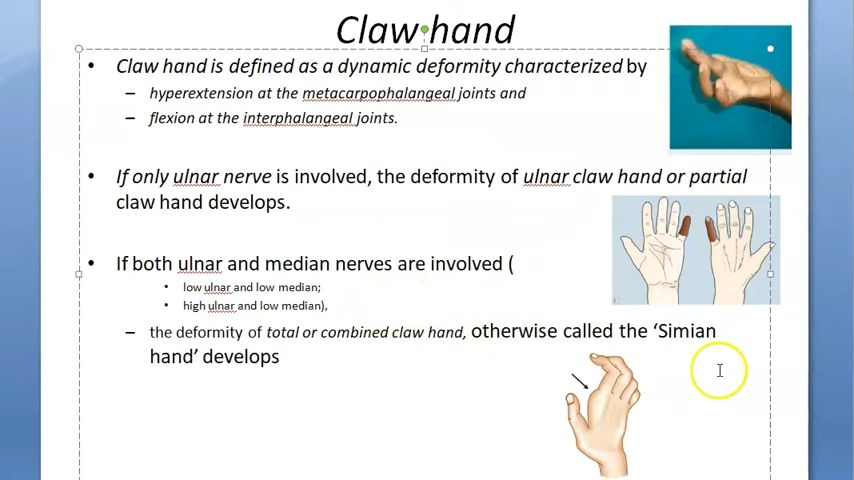 Claw hand
• Claw hand is defined as a dynamic deformity characterized by
– hyperextension at the metacarpophalangeal joints and
– flexion at the interphalangeal joints.
• If only ulnar nerve is involved, the deformity of ulnar claw hand or partial
claw hand develops.
• If both ulnar and median nerves are involved (
• low ulnar and low median;
• high ulnar and low median),
– the deformity of total or combined claw hand, otherwise called the ‘Simian
hand’ develops